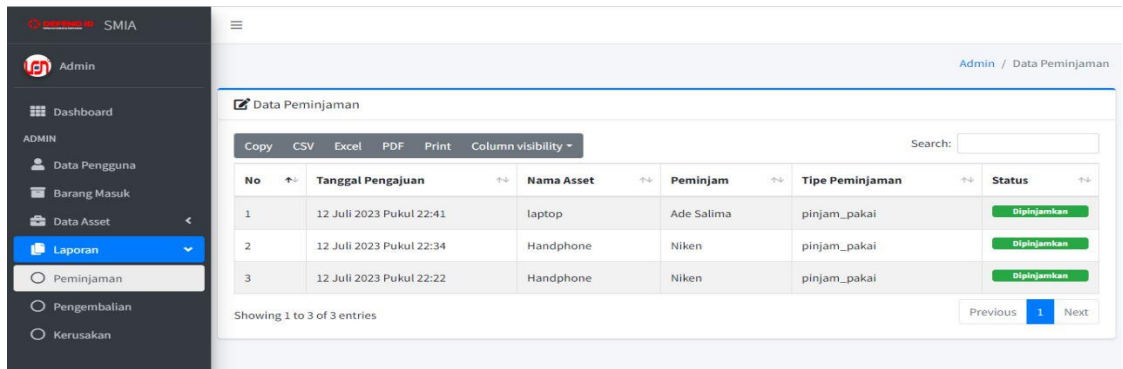 DEFEND ID SMIA
Admin
Admin / Data Peminjaman
Dashboard
ADMIN
Data Pengguna
Barang Masuk
Data Asset
Laporan
Peminjaman
Pengembalian
Kerusakan
Data Peminjaman
Copy CSV Excel PDF Print Column visibility
Search:
No Tanggal Pengajuan Nama Asset Peminjam Tipe Peminjaman Status
1 12 Juli 2023 Pukul 22:41 laptop Ade Salima pinjam_pakai Dipinjamkan
2 12 Juli 2023 Pukul 22:34 Handphone Niken pinjam_pakai Dipinjamkan
3 12 Juli 2023 Pukul 22:22 Handphone Niken pinjam_pakai Dipinjamkan
Showing 1 to 3 of 3 entries
Previous 1 Next